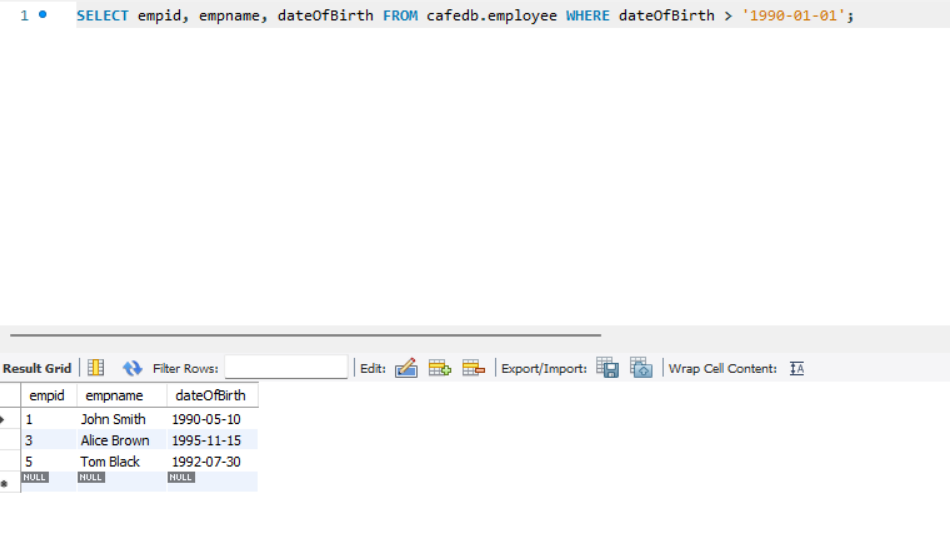 1 SELECT empid, empname, dateOfBirth FROM cafedb.employee WHERE dateOfBirth > '1990-01-01';
Result Grid Filter Rows: Edit: Export/Import: Wrap Cell Content:
empid empname dateOfBirth
1 John Smith 1990-05-10
3 Alice Brown 1995-11-15
5 Tom Black 1992-07-30
NULL NULL NULL